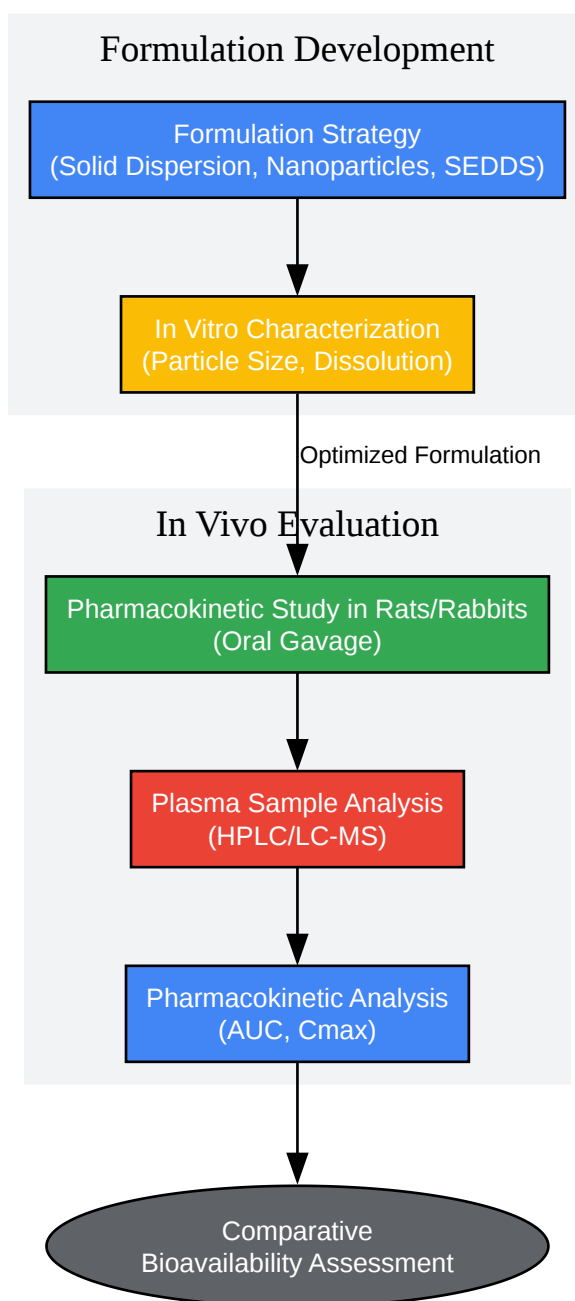 Formulation Development
Formulation Strategy
(Solid Dispersion, Nanoparticles, SEDDS)
In Vitro Characterization
(Particle Size, Dissolution)
Optimized Formulation
In Vivo Evaluation
Pharmacokinetic Study in Rats/Rabbits
(Oral Gavage)
Plasma Sample Analysis
(HPLC/LC-MS)
Pharmacokinetic Analysis
(AUC, Cmax)
Comparative
Bioavailability Assessment